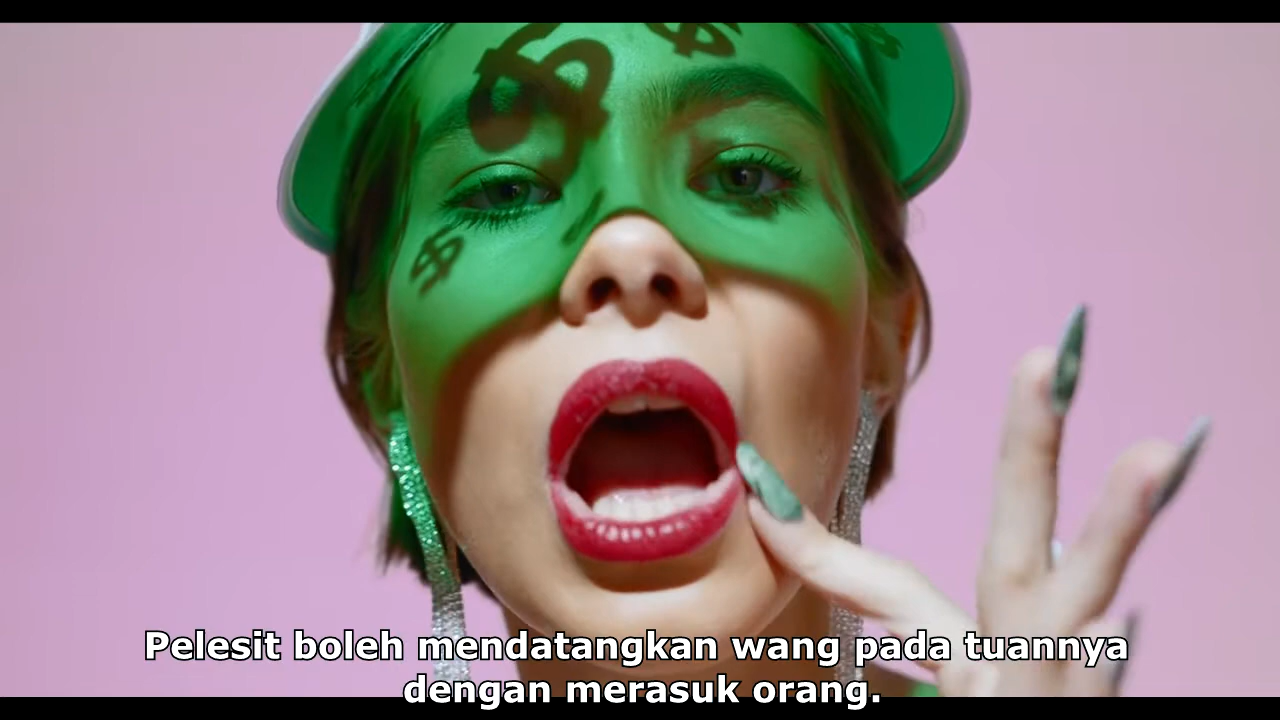 $ $
$
Pelesit boleh mendatangkan wang pada tuannya
dengan merasuk orang.